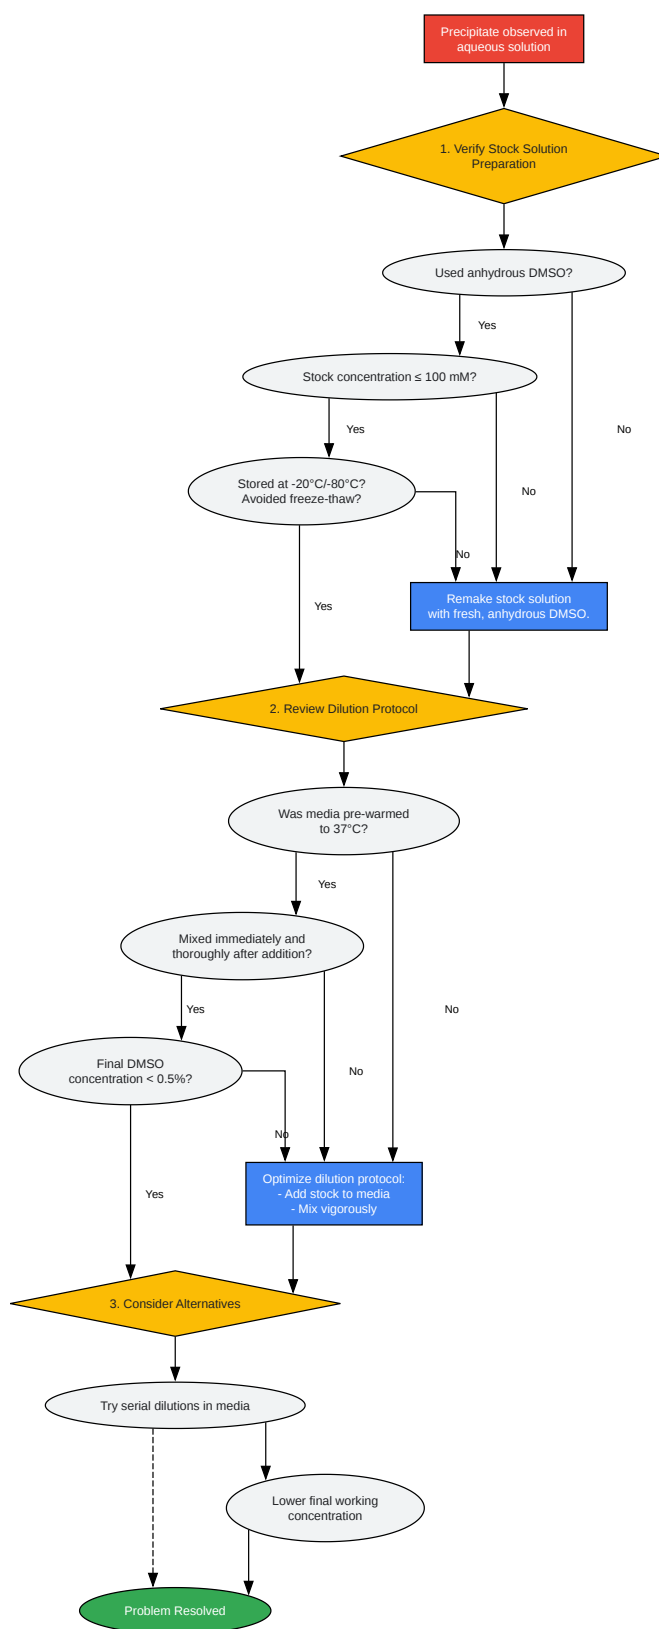 Precipitate observed in
aqueous solution
1. Verify Stock Solution
Preparation
Used anhydrous DMSO?
Yes
Stock concentration ≤ 100 mM?
Yes
No
Stored at -20°C/-80°C?
Avoided freeze-thaw?
No
No
Yes
Remake stock solution
with fresh, anhydrous DMSO.
2. Review Dilution Protocol
Was media pre-warmed
to 37°C?
Yes
Mixed immediately and
thoroughly after addition?
Yes
No
Final DMSO
concentration < 0.5%?
No
No
Yes
Optimize dilution protocol:
- Add stock to media
- Mix vigorously
3. Consider Alternatives
Try serial dilutions in media
Lower final working
concentration
Problem Resolved